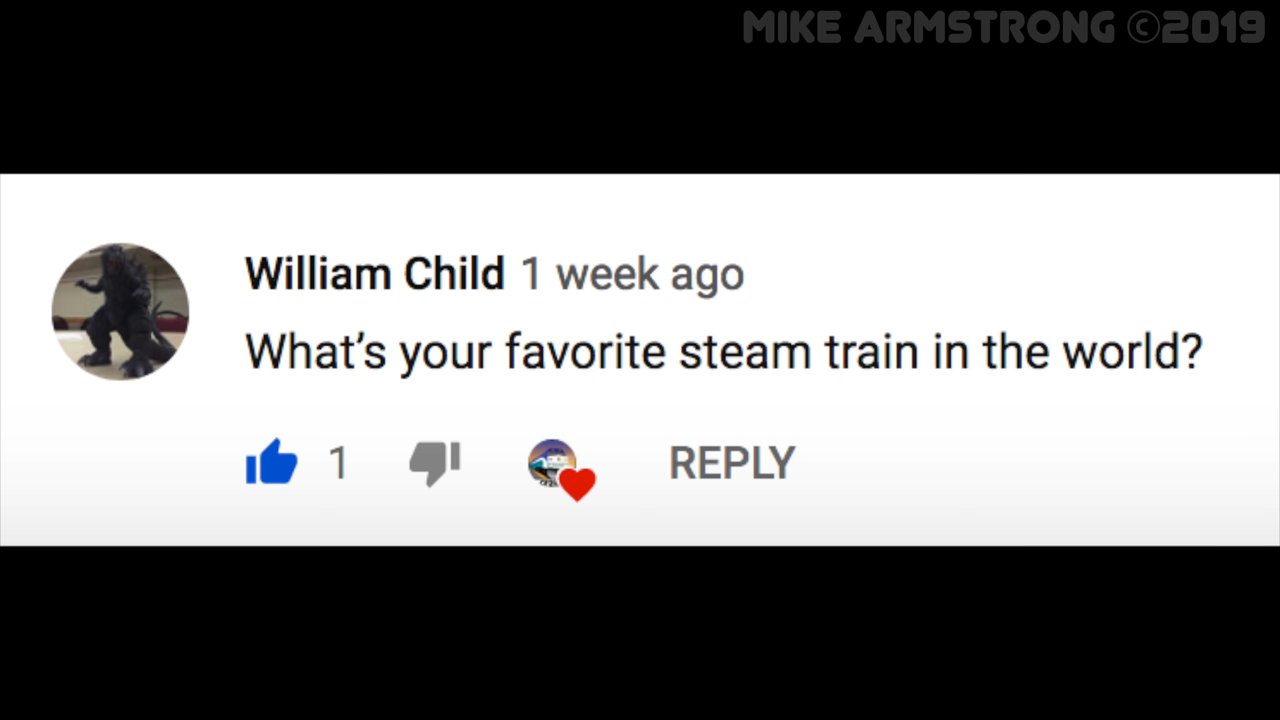 MIKE ARMSTRONG ©2019
William Child 1 week ago
What's your favorite steam train in the world?
1
REPLY